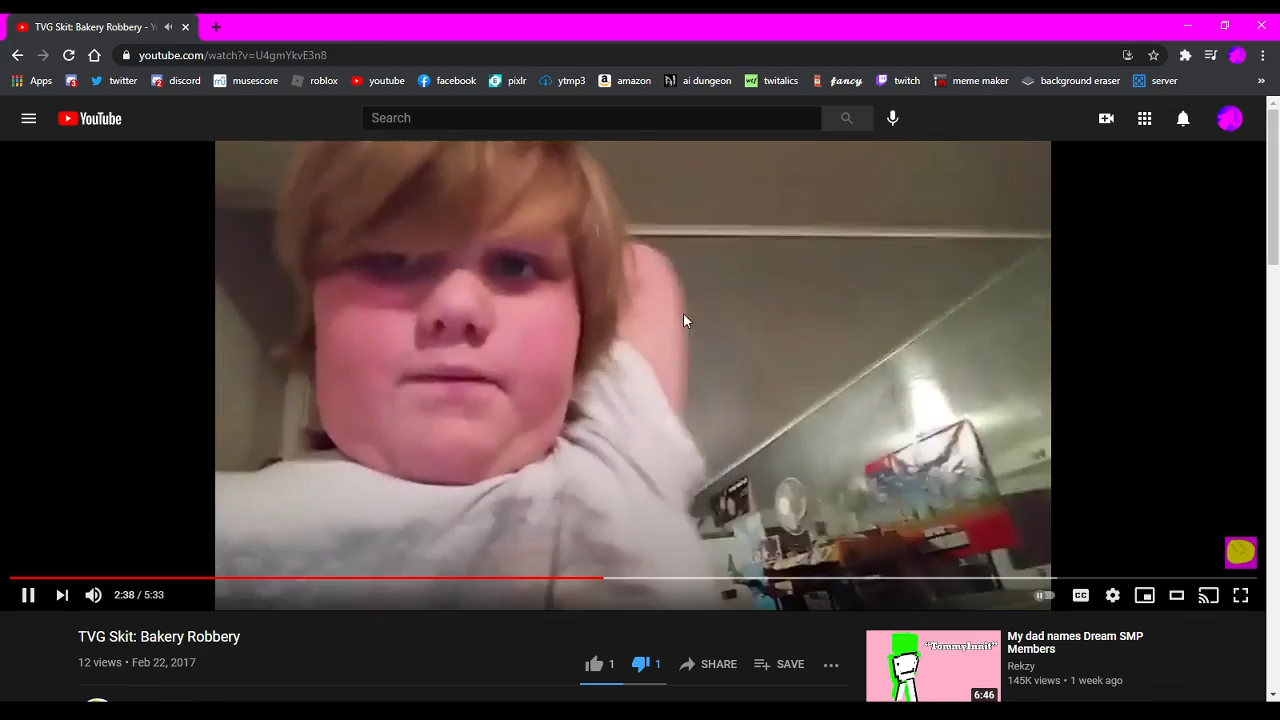 TVG Skit: Bakery Robbery - Y
youtube.com/watch?v=U4gmYkvE3n8
Apps twitter discord musescore roblox youtube facebook pixlr ytmp3 amazon ai dungeon twitalics fancy twitch meme maker background eraser server
YouTube
Search
2:38 / 5:33
CC
TVG Skit: Bakery Robbery
12 views • Feb 22, 2017
1
1
SHARE
SAVE
"TommyInnit"
6:46
My dad names Dream SMP
Members
Rekzy
145K views • 1 week ago